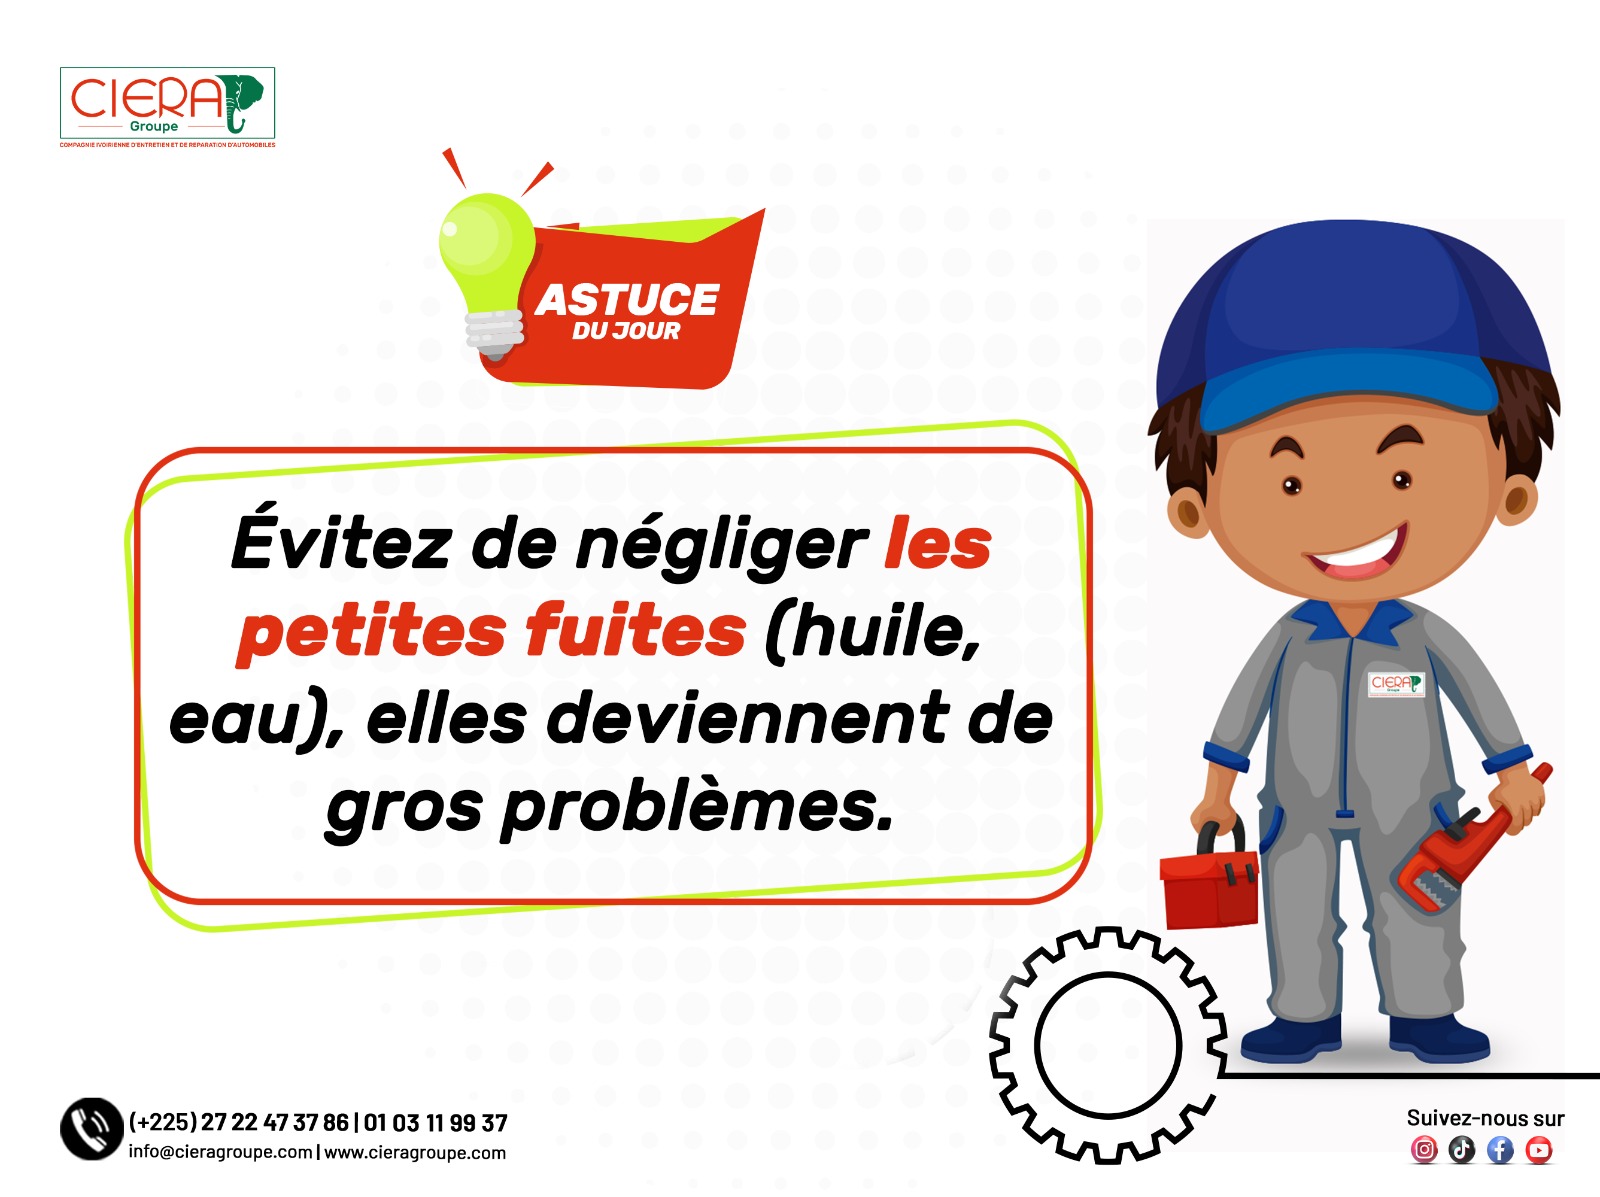 CIERA
Groupe
COMPAGNIE IVOIRIENNE D'ENTRETIEN ET DE REPARATION D'AUTOMOBILES
ASTUCE
DU JOUR
Évitez de négliger les
petites fuites (huile,
eau), elles deviennent de
gros problèmes.
CIERA
Groupe
(+225) 27 22 47 37 86 | 01 03 11 99 37
info@cieragroupe.com | www.cieragroupe.com
Suivez-nous sur